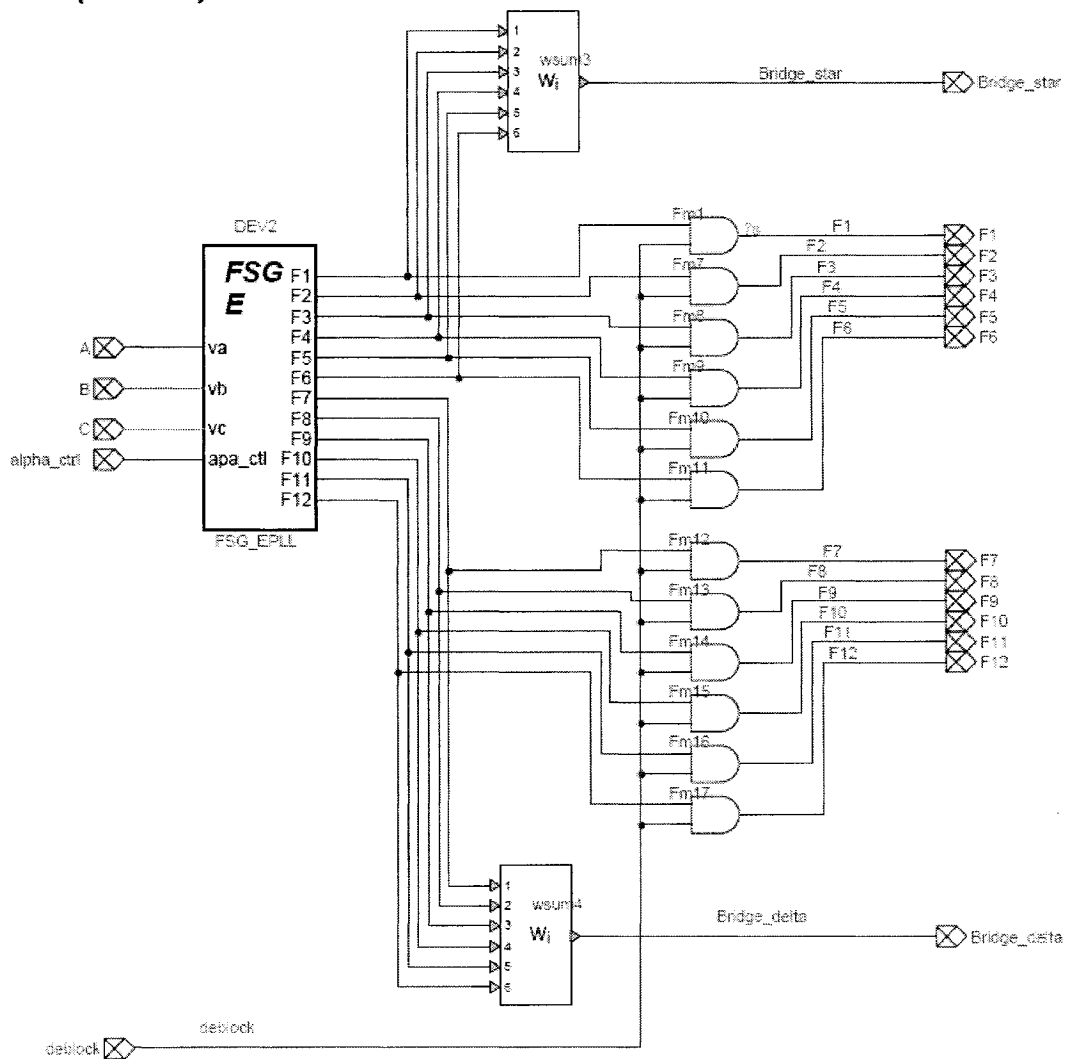 1
2
3
4
5
6
wsum3
Wi
Bridge_star
Bridge_star
DEV2
FSG
E
va
vb
vc
apa_ctl
F1
F2
F3
F4
F5
F6
F7
F8
F9
F10
F11
F12
FSG_EPLL
A
B
C
alpha_ctrl
Fm1
Fm7
Fm8
Fm9
Fm10
Fm11
F1
F2
F3
F4
F5
F6
F1
F2
F3
F4
F5
F6
Fm12
Fm13
Fm14
Fm15
Fm16
Fm17
F7
F8
F9
F10
F11
F12
F7
F8
F9
F10
F11
F12
1
2
3
4
5
6
wsum4
Wi
Bridge_delta
Bridge_delta
deblock
deblock